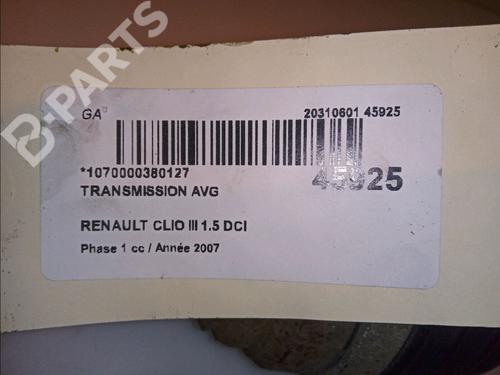 B-PARTS
GA
20310601 45925
*1070000380127
45925
TRANSMISSION AVG
RENAULT CLIO III 1.5 DCI
Phase 1 cc / Année 2007